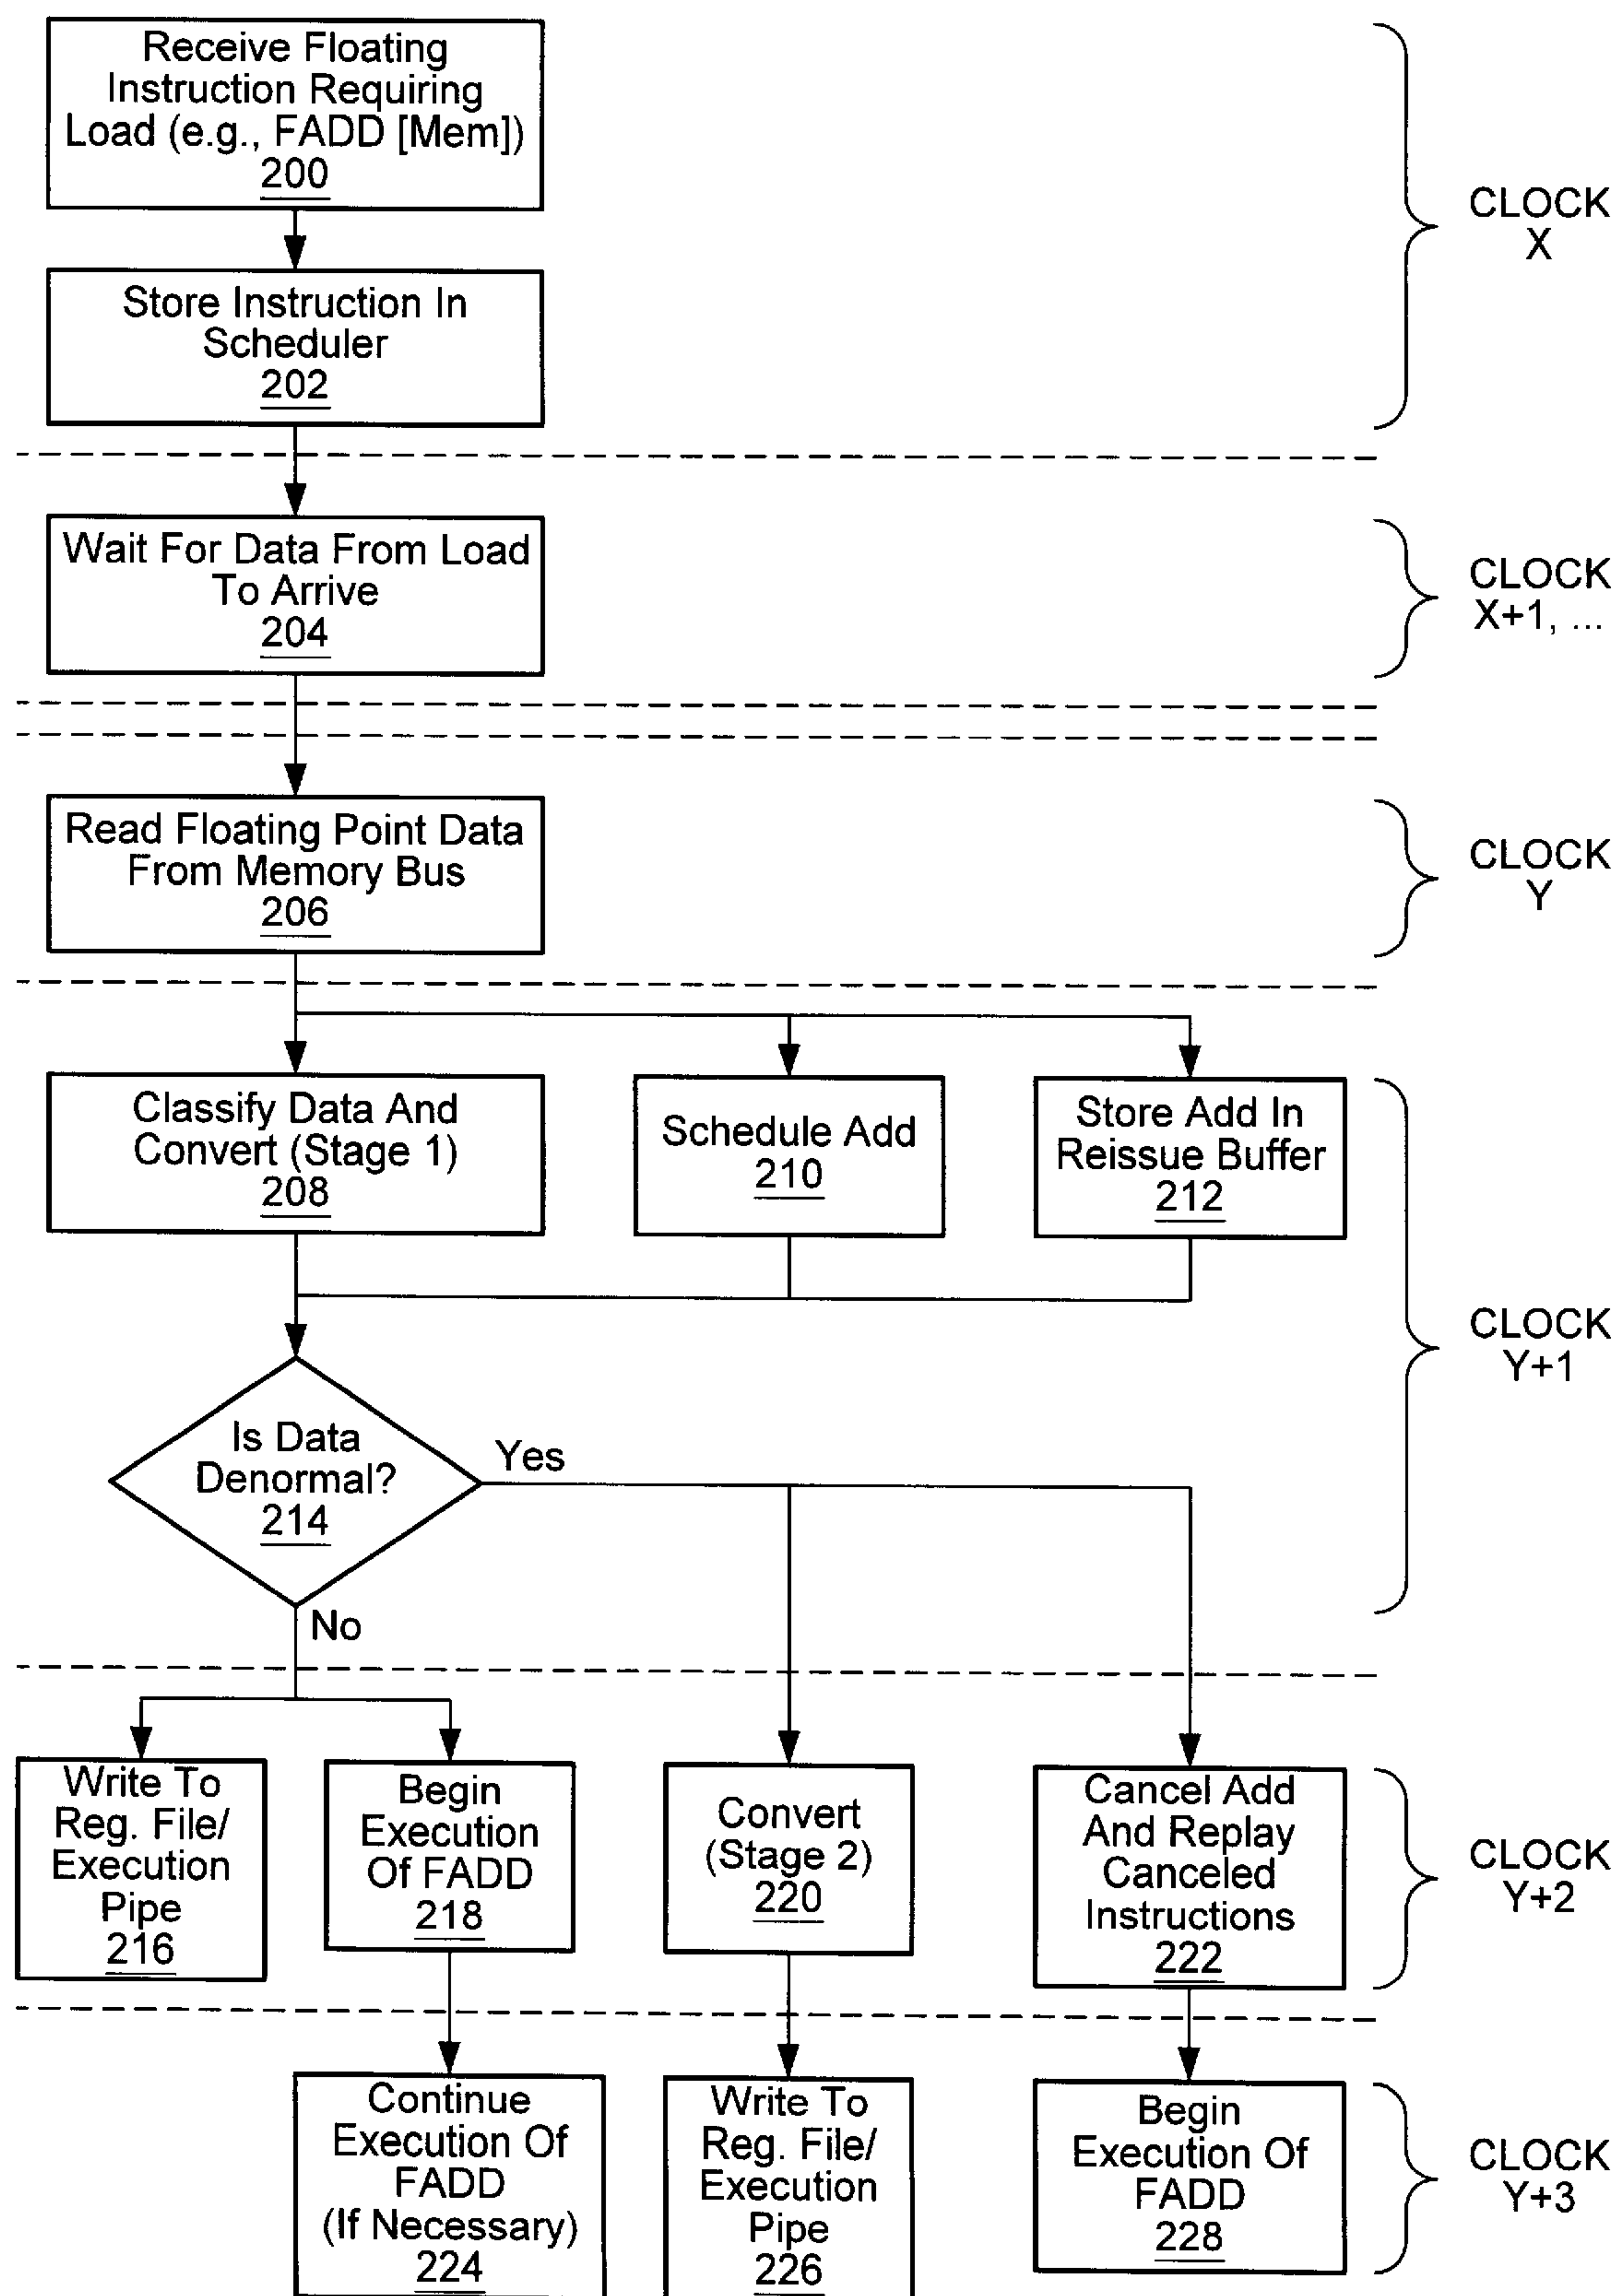 Receive Floating
Instruction Requiring
Load (e.g., FADD [Mem])
200
CLOCK
X
Store Instruction In
Scheduler
202
Wait For Data From Load
To Arrive
204
CLOCK
X+1, ...
Read Floating Point Data
From Memory Bus
206
CLOCK
Y
Classify Data And
Convert (Stage 1)
208
Schedule Add
210
Store Add In
Reissue Buffer
212
CLOCK
Y+1
Is Data
Denormal?
214
Yes
No
Write To
Reg. File/
Execution
Pipe
216
Begin
Execution
Of FADD
218
Convert
(Stage 2)
220
Cancel Add
And Replay
Canceled
Instructions
222
CLOCK
Y+2
Continue
Execution Of
FADD
(If Necessary)
224
Write To
Reg. File/
Execution
Pipe
226
Begin
Execution Of
FADD
228
CLOCK
Y+3